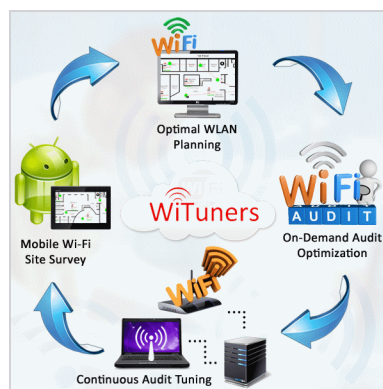 WiFi
Optimal WLAN
Planning
WiFi
AUDIT
On-Demand Audit
Optimization
WiTuners
Mobile Wi-Fi
Site Survey
WiFi
Continuous Audit Tuning